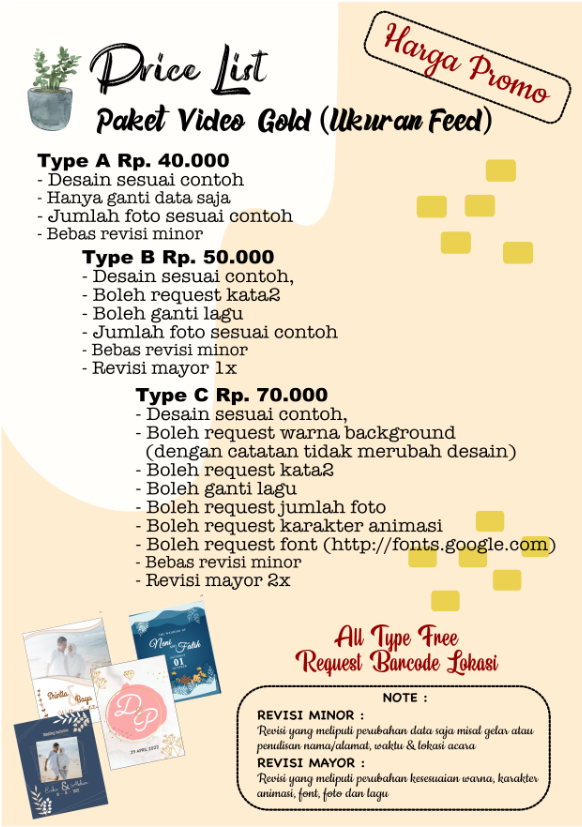 Price List
Harga Promo
Paket Video Gold (Ukuran Feed)
Type A Rp. 40.000
- Desain sesuai contoh
- Hanya ganti data saja
- Jumlah foto sesuai contoh
- Bebas revisi minor
Type B Rp. 50.000
- Desain sesuai contoh,
- Boleh request kata2
- Boleh ganti lagu
- Jumlah foto sesuai contoh
- Bebas revisi minor
- Revisi mayor 1x
Type C Rp. 70.000
- Desain sesuai contoh,
- Boleh request warna background
(dengan catatan tidak merubah desain)
- Boleh request kata2
- Boleh ganti lagu
- Boleh request jumlah foto
- Boleh request karakter animasi
- Boleh request font (http://fonts.google.com)
- Bebas revisi minor
- Revisi mayor 2x
Noni
Fatih
01
& Bayu
DP
29 APRIL 2022
Wedding Invitation
&
All Type Free
Request Barcode Lokasi
NOTE :
REVISI MINOR :
Revisi yang meliputi perubahan data saja misal gelar atau
penulisan nama/alamat, waktu & lokasi acara
REVISI MAYOR :
Revisi yang meliputi perubahan kesesuaian warna, karakter
animasi, font, foto dan lagu